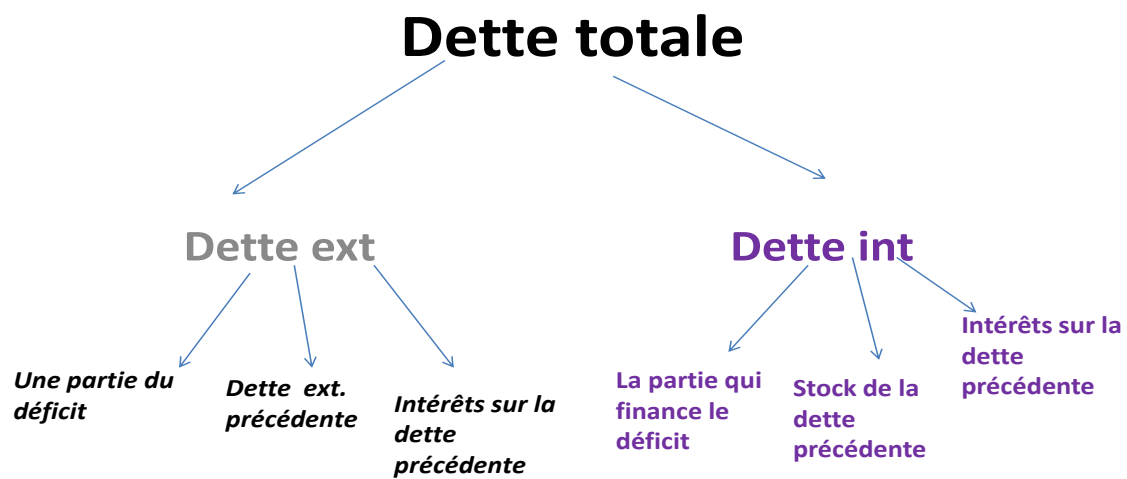 Dette totale
Dette ext
Dette int
Une partie du
déficit
Dette ext.
précédente
Intérêts sur la
dette
précédente
La partie qui
finance le
déficit
Stock de la
dette
précédente
Intérêts sur la
dette
précédente